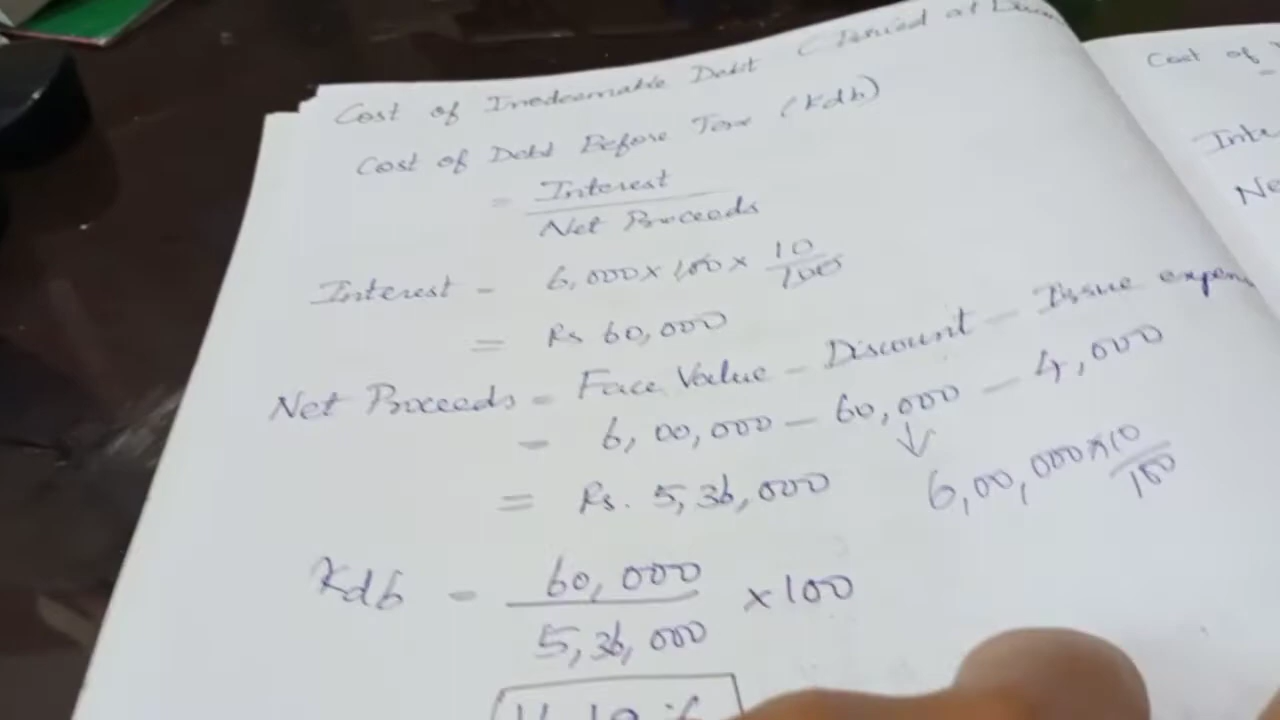 Cost of Irredeemable Debt (Issued at
Cost of Debt Before Tax (Kdb)
= Interest
Net Proceeds
Interest = 6,000 × 100 × 10
100
= Rs 60,000
Net Proceeds = Face Value - Discount - Issue expen
= 6,00,000 - 60,000 - 4,000
= Rs. 5,36,000
6,00,000 × 10
100
Kdb = 60,000
5,36,000
× 100
Cost of
Inte
Ne